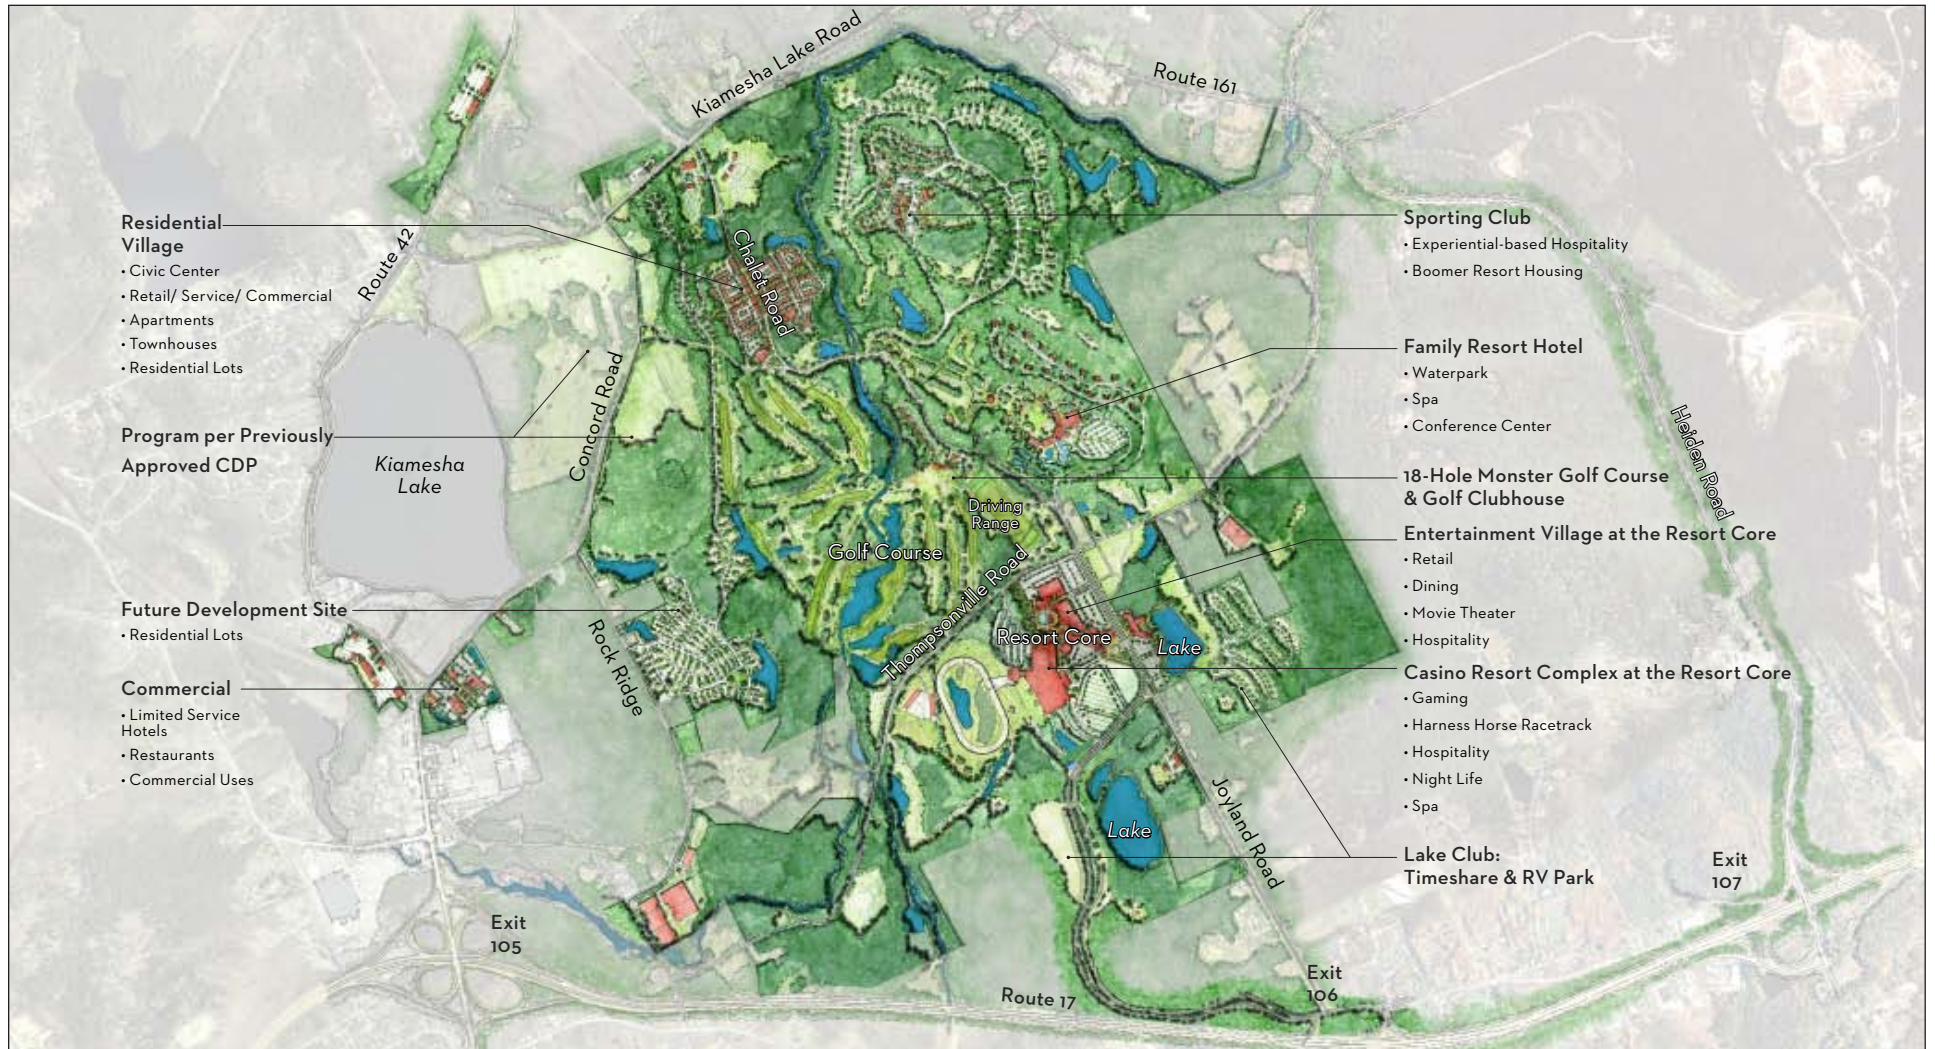 Kiamesha Lake Road
Route 161
Residential
Village
• Civic Center
• Retail/ Service/ Commercial
• Apartments
• Townhouses
• Residential Lots
Route 42
Chalet Road
Sporting Club
• Experiential-based Hospitality
• Boomer Resort Housing
Family Resort Hotel
• Waterpark
• Spa
• Conference Center
Concord Road
Program per Previously
Approved CDP
Kiamesha
Lake
Heiden Road
18-Hole Monster Golf Course
& Golf Clubhouse
Driving
Range
Golf Course
Entertainment Village at the Resort Core
• Retail
• Dining
• Movie Theater
• Hospitality
Thompsonville Road
Future Development Site
• Residential Lots
Rock Ridge
Resort Core
Lake
Commercial
• Limited Service
Hotels
• Restaurants
• Commercial Uses
Casino Resort Complex at the Resort Core
• Gaming
• Harness Horse Racetrack
• Hospitality
• Night Life
• Spa
Joyland Road
Lake
Lake Club:
Timeshare & RV Park
Exit
107
Exit
105
Exit
106
Route 17